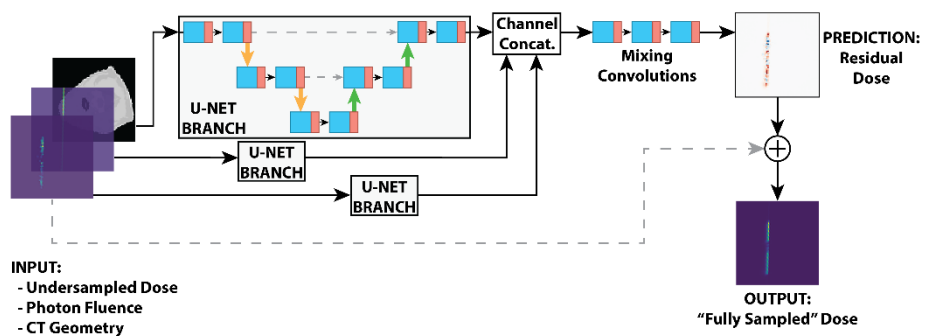 U-NET
BRANCH
Channel
Concat.
Mixing
Convolutions
PREDICTION:
Residual
Dose
U-NET
BRANCH
U-NET
BRANCH
INPUT:
- Undersampled Dose
- Photon Fluence
- CT Geometry
OUTPUT:
“Fully Sampled” Dose